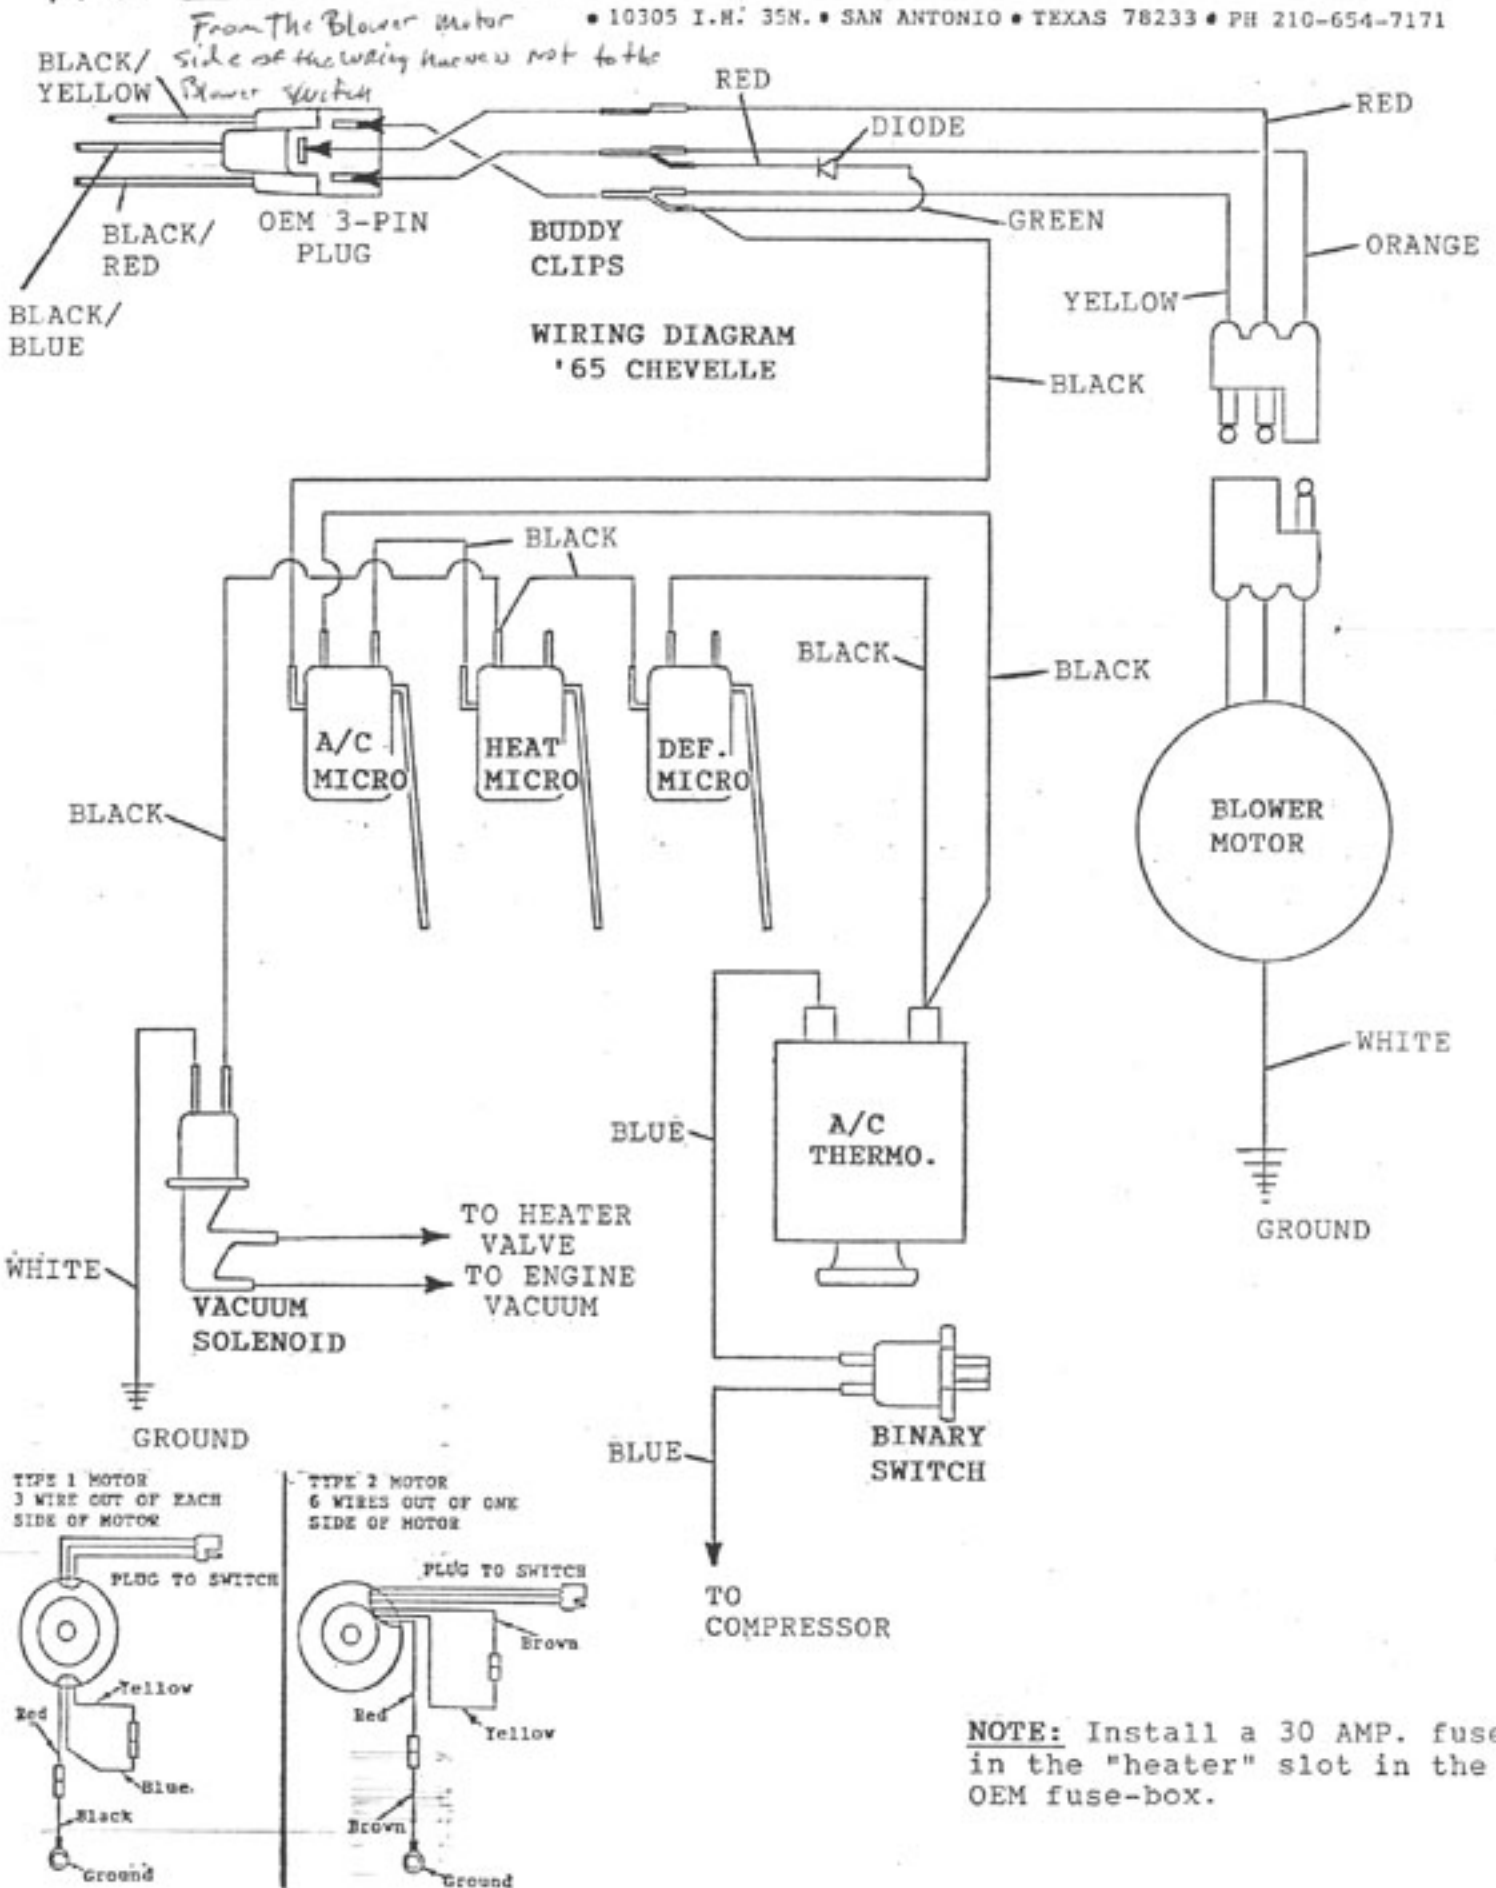 • 10305 I.H. 35N. • SAN ANTONIO • TEXAS 78233 • PH 210-654-7171
From The Blower motor
side of the wiring harness not to the
Blower switch
BLACK/
YELLOW
RED
RED
DIODE
BLACK/
RED
OEM 3-PIN
PLUG
BUDDY
CLIPS
GREEN
ORANGE
YELLOW
BLACK/
BLUE
WIRING DIAGRAM
'65 CHEVELLE
BLACK
BLACK
BLACK
BLACK
A/C
MICRO
HEAT
MICRO
DEF.
MICRO
BLACK
BLOWER
MOTOR
WHITE
BLUE
A/C
THERMO.
GROUND
TO HEATER
VALVE
TO ENGINE
VACUUM
WHITE
VACUUM
SOLENOID
GROUND
BLUE
BINARY
SWITCH
TO
COMPRESSOR
TYPE 1 MOTOR
3 WIRE OUT OF EACH
SIDE OF MOTOR
PLUG TO SWITCH
Yellow
Red
Blue
Black
Ground
TYPE 2 MOTOR
6 WIRES OUT OF ONE
SIDE OF MOTOR
PLUG TO SWITCH
Brown
Red
Yellow
Brown
Ground
NOTE: Install a 30 AMP. fuse
in the "heater" slot in the
OEM fuse-box.